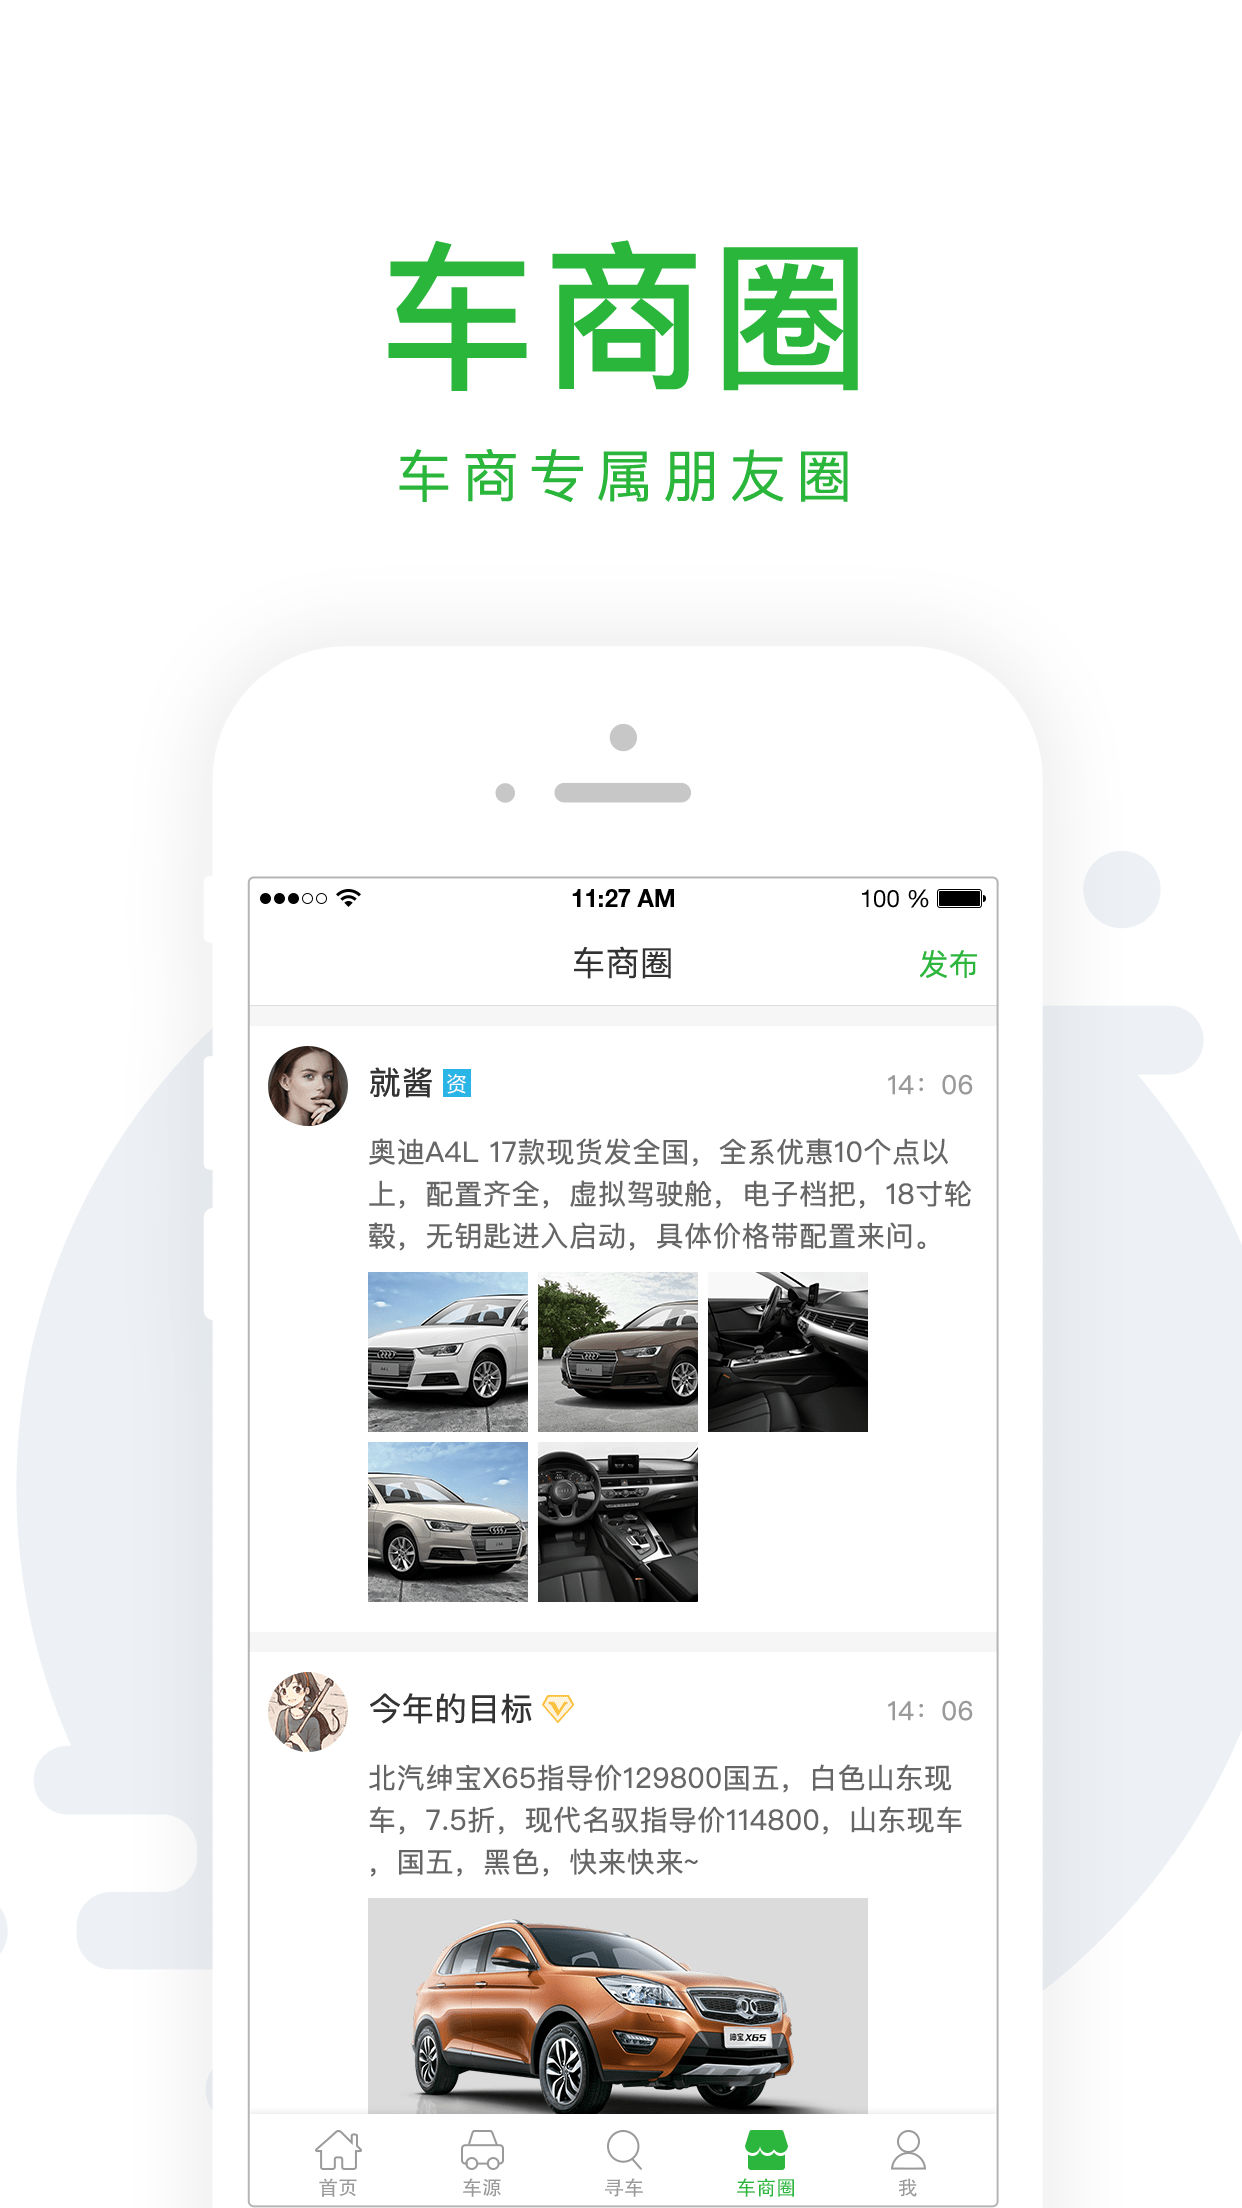 车商圈
车商专属朋友圈
11:27 AM
100 %
车商圈
发布
就酱 资
14：06
奥迪A4L 17款现货发全国，全系优惠10个点以
上，配置齐全，虚拟驾驶舱，电子档把，18寸轮
毂，无钥匙进入启动，具体价格带配置来问。
今年的目标
14：06
北汽绅宝X65指导价129800国五，白色山东现
车，7.5折，现代名驭指导价114800，山东现车
，国五，黑色，快来快来~
绅宝X65
首页
车源
寻车
车商圈
我